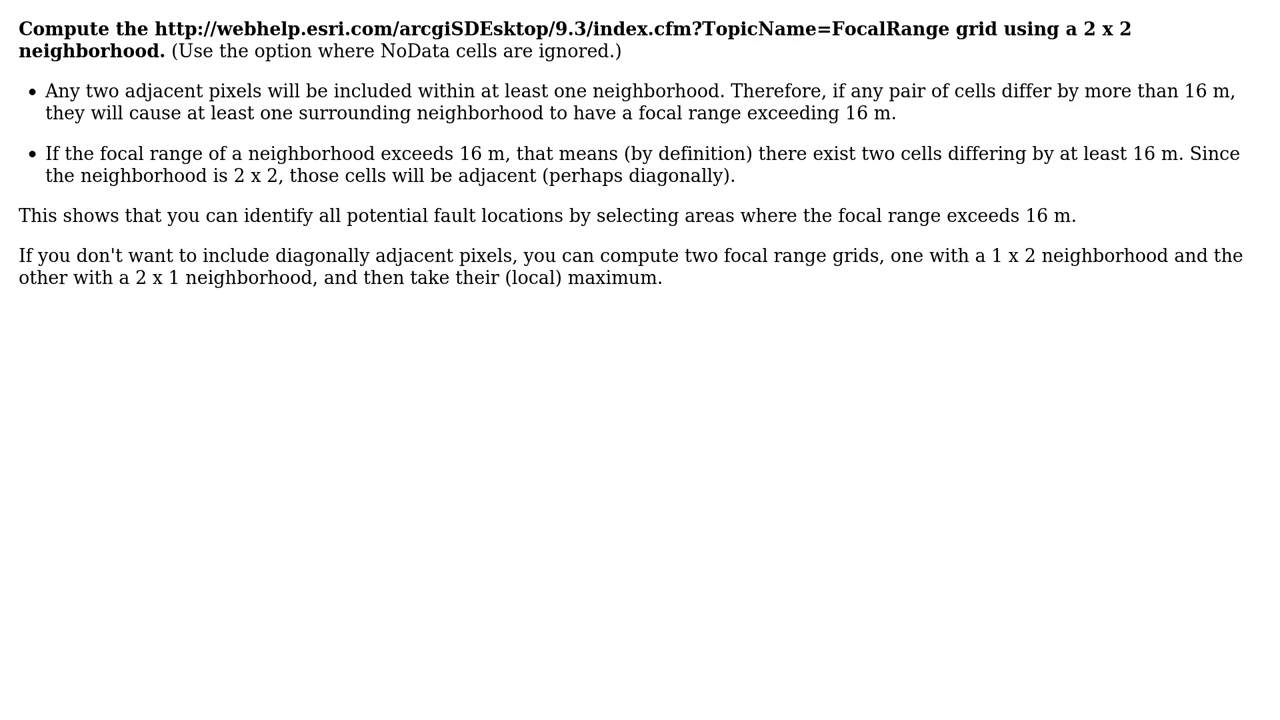 Compute the http://webhelp.esri.com/arcgiSDEsktop/9.3/index.cfm?TopicName=FocalRange grid using a 2 x 2
neighborhood. (Use the option where NoData cells are ignored.)
• Any two adjacent pixels will be included within at least one neighborhood. Therefore, if any pair of cells differ by more than 16 m,
they will cause at least one surrounding neighborhood to have a focal range exceeding 16 m.
• If the focal range of a neighborhood exceeds 16 m, that means (by definition) there exist two cells differing by at least 16 m. Since
the neighborhood is 2 x 2, those cells will be adjacent (perhaps diagonally).
This shows that you can identify all potential fault locations by selecting areas where the focal range exceeds 16 m.
If you don't want to include diagonally adjacent pixels, you can compute two focal range grids, one with a 1 x 2 neighborhood and the
other with a 2 x 1 neighborhood, and then take their (local) maximum.